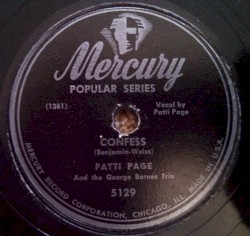 Mercury
POPULAR SERIES
(1361)
Vocal by
Patti Page
CONFESS
(Benjamin-Weiss)
PATTI PAGE
And the George Barnes Trio
5129
MERCURY RECORD CORPORATION, CHICAGO, ILL. MADE IN U.S.A.